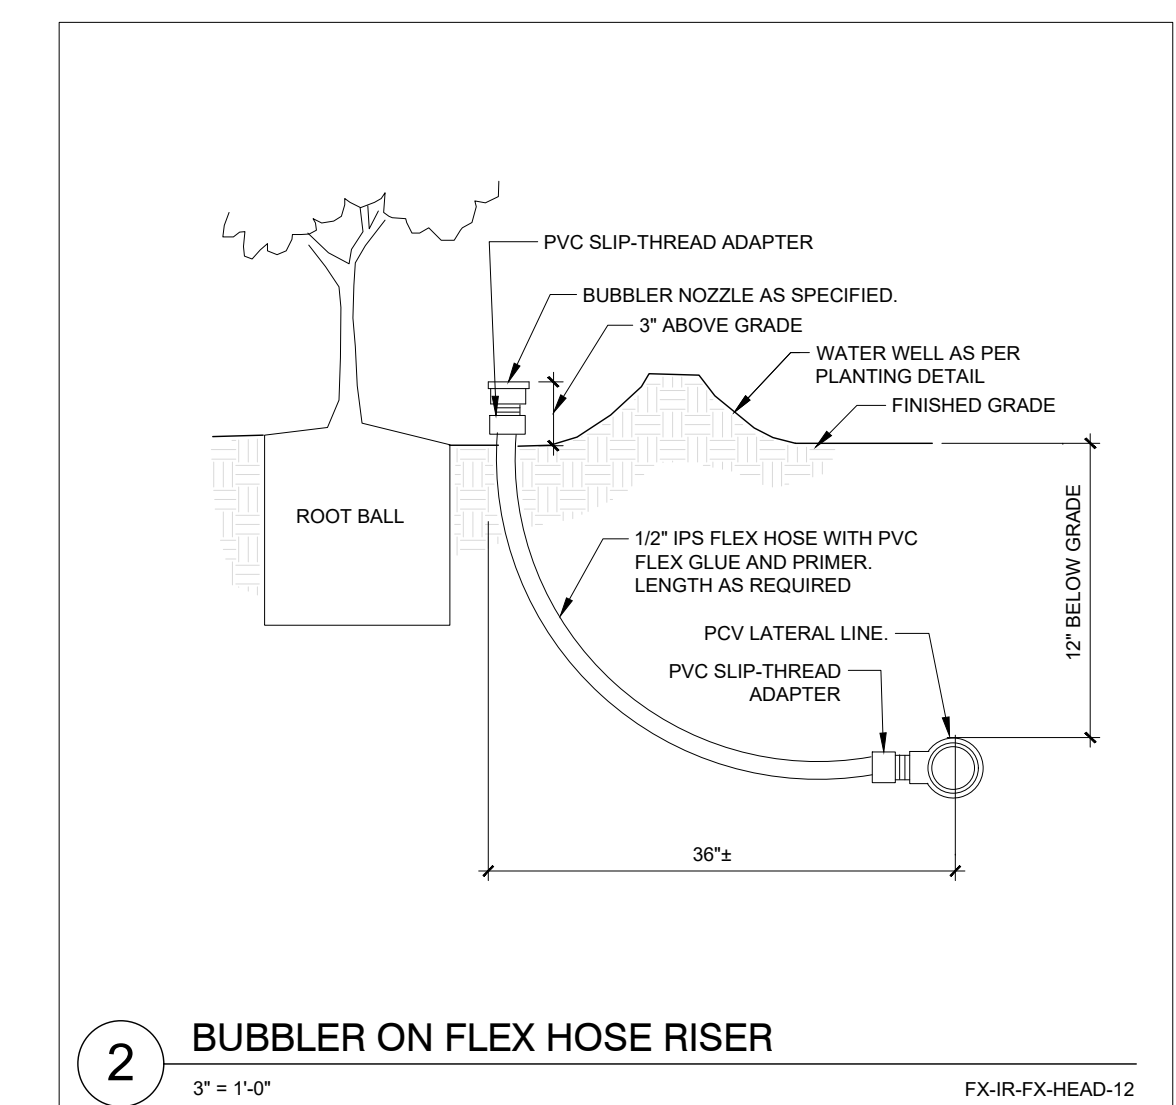 PVC SLIP-THREAD ADAPTER
BUBBLER NOZZLE AS SPECIFIED.
3" ABOVE GRADE
WATER WELL AS PER
PLANTING DETAIL
FINISHED GRADE
ROOT BALL
12" BELOW GRADE
1/2" IPS FLEX HOSE WITH PVC
FLEX GLUE AND PRIMER.
LENGTH AS REQUIRED
PCV LATERAL LINE.
PVC SLIP-THREAD
ADAPTER
36"±
2
BUBBLER ON FLEX HOSE RISER
3" = 1'-0"
FX-IR-FX-HEAD-12